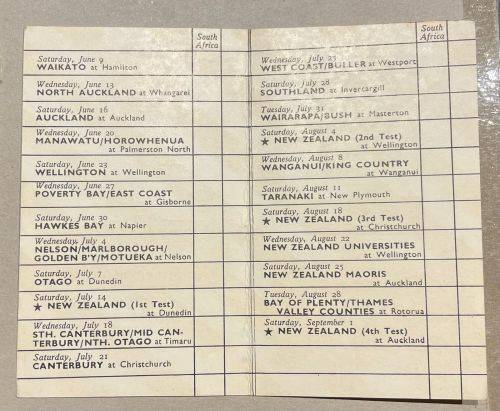 South
Africa
Saturday, June 9
WAIKATO at Hamilton
Wednesday, June 13
NORTH AUCKLAND at Whangarei
Saturday, June 16
AUCKLAND at Auckland
Wednesday, June 20
MANAWATU/HOROWHENUA
at Palmerston North
Saturday, June 23
WELLINGTON at Wellington
Wednesday, June 27
POVERTY BAY/EAST COAST
at Gisborne
Saturday, June 30
HAWKES BAY at Napier
Wednesday, July 4
NELSON/MARLBOROUGH/
GOLDEN B'Y/MOTUEKA at Nelson
Saturday, July 7
OTAGO at Dunedin
Saturday, July 14
★ NEW ZEALAND (1st Test)
at Dunedin
Wednesday, July 18
STH. CANTERBURY/MID CAN-
TERBURY/NTH. OTAGO at Timaru
Saturday, July 21
CANTERBURY at Christchurch
South
Africa
Wednesday, July 25
WEST COAST/BULLER at Westport
Saturday, July 28
SOUTHLAND at Invercargill
Tuesday, July 31
WAIRARAPA/BUSH at Masterton
Saturday, August 4
★ NEW ZEALAND (2nd Test)
at Wellington
Wednesday, August 8
WANGANUI/KING COUNTRY
at Wanganui
Saturday, August 11
TARANAKI at New Plymouth
Saturday, August 18
★ NEW ZEALAND (3rd Test)
at Christchurch
Wednesday, August 22
NEW ZEALAND UNIVERSITIES
at Wellington
Saturday, August 25
NEW ZEALAND MAORIS
at Auckland
Tuesday, August 28
BAY OF PLENTY/THAMES
VALLEY COUNTIES at Rotorua
Saturday, September 1
★ NEW ZEALAND (4th Test)
at Auckland